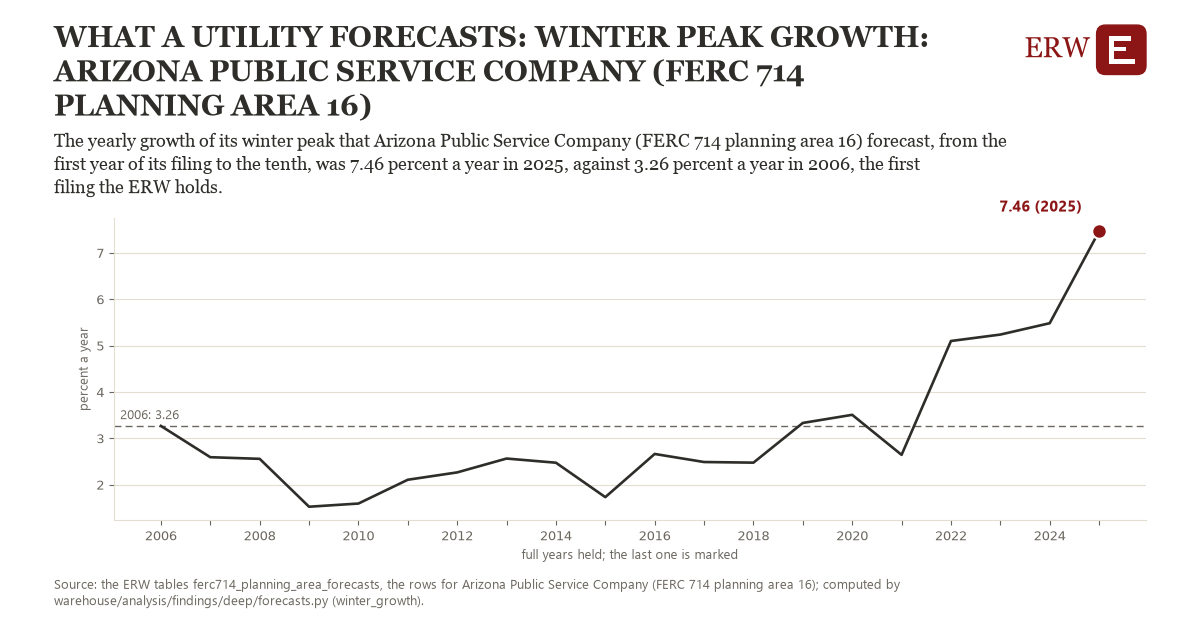 WHAT A UTILITY FORECASTS: WINTER PEAK GROWTH:
ARIZONA PUBLIC SERVICE COMPANY (FERC 714
PLANNING AREA 16)
ERW E
The yearly growth of its winter peak that Arizona Public Service Company (FERC 714 planning area 16) forecast, from the
first year of its filing to the tenth, was 7.46 percent a year in 2025, against 3.26 percent a year in 2006, the first
filing the ERW holds.
7.46 (2025)
7
6
5
4
3
2
percent a year
2006: 3.26
2006 2008 2010 2012 2014 2016 2018 2020 2022 2024
full years held; the last one is marked
Source: the ERW tables ferc714_planning_area_forecasts, the rows for Arizona Public Service Company (FERC 714 planning area 16); computed by
warehouse/analysis/findings/deep/forecasts.py (winter_growth).